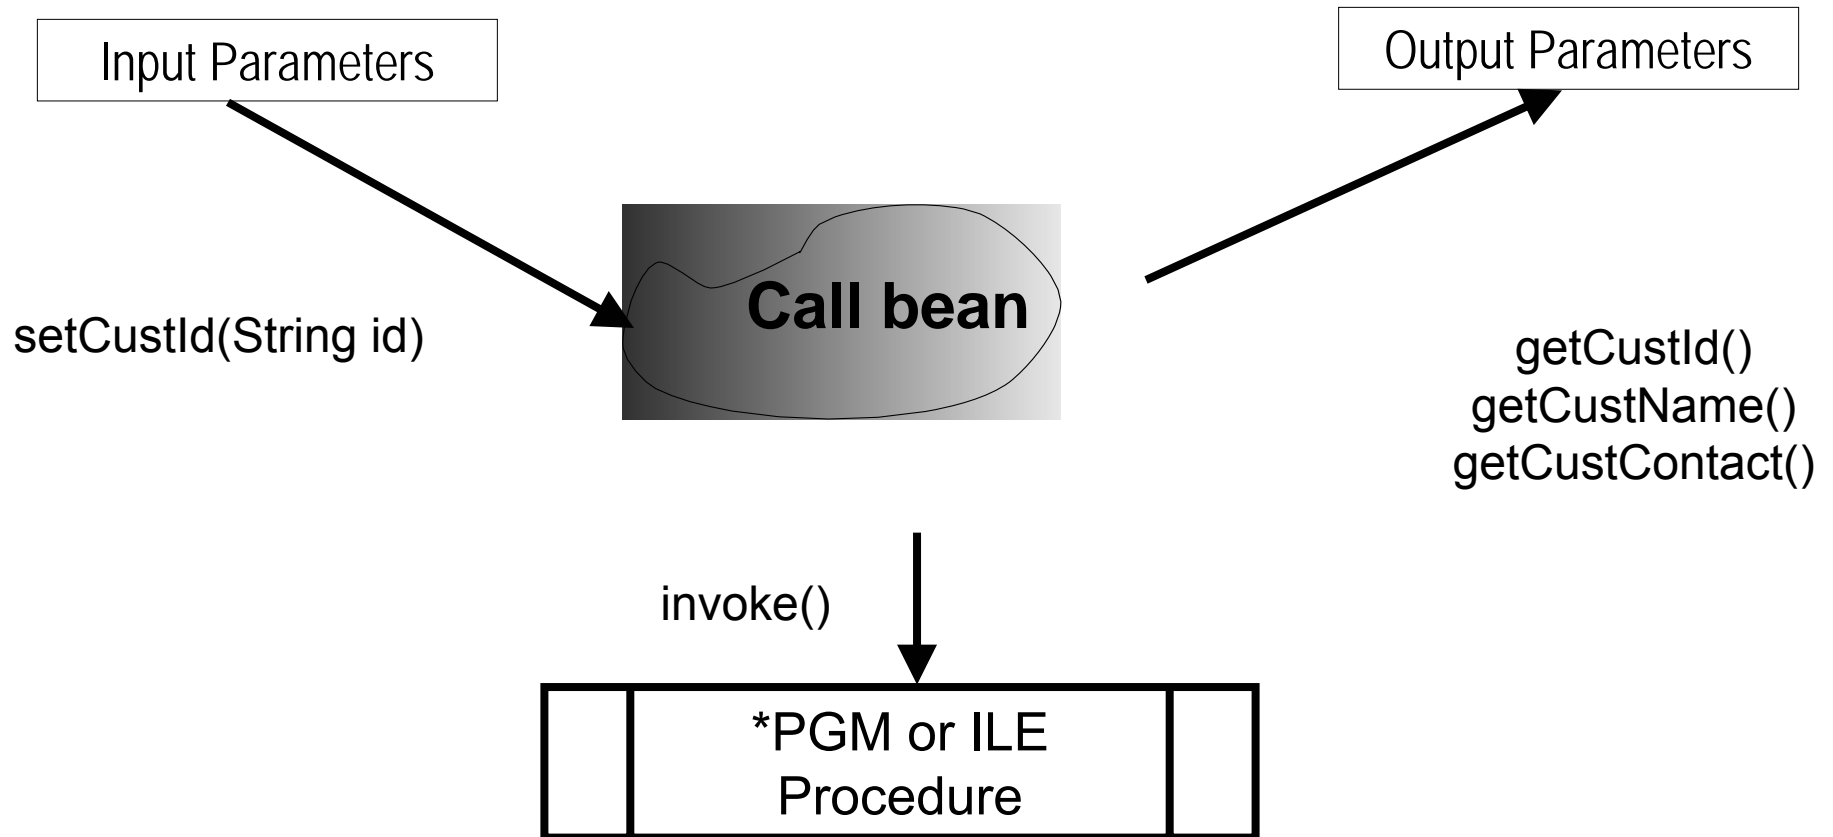 Input Parameters
Output Parameters
Call bean
setCustId(String id)
getCustId()
getCustName()
getCustContact()
invoke()
*PGM or ILE
Procedure